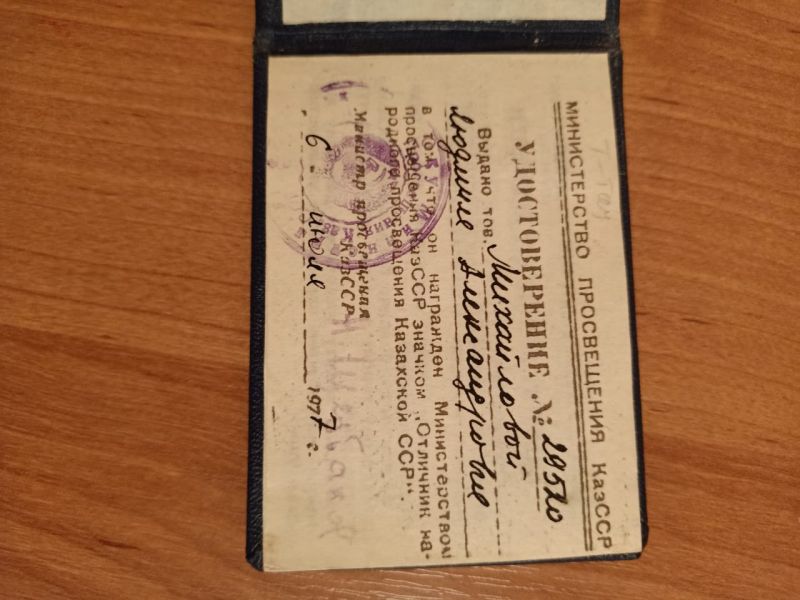 МИНИСТЕРСТВО ПРОСВЕЩЕНИЯ КазССР
УДОСТОВЕРЕНИЕ № 29520
Выдано тов. Михайловой
Людмиле Александровне
в том, что он награжден Министерством
просвещения КазССР значком „Отличник на-
родного просвещения Казахской ССР".
Министр просвещения
КазССР
„6" июля 1977 г.